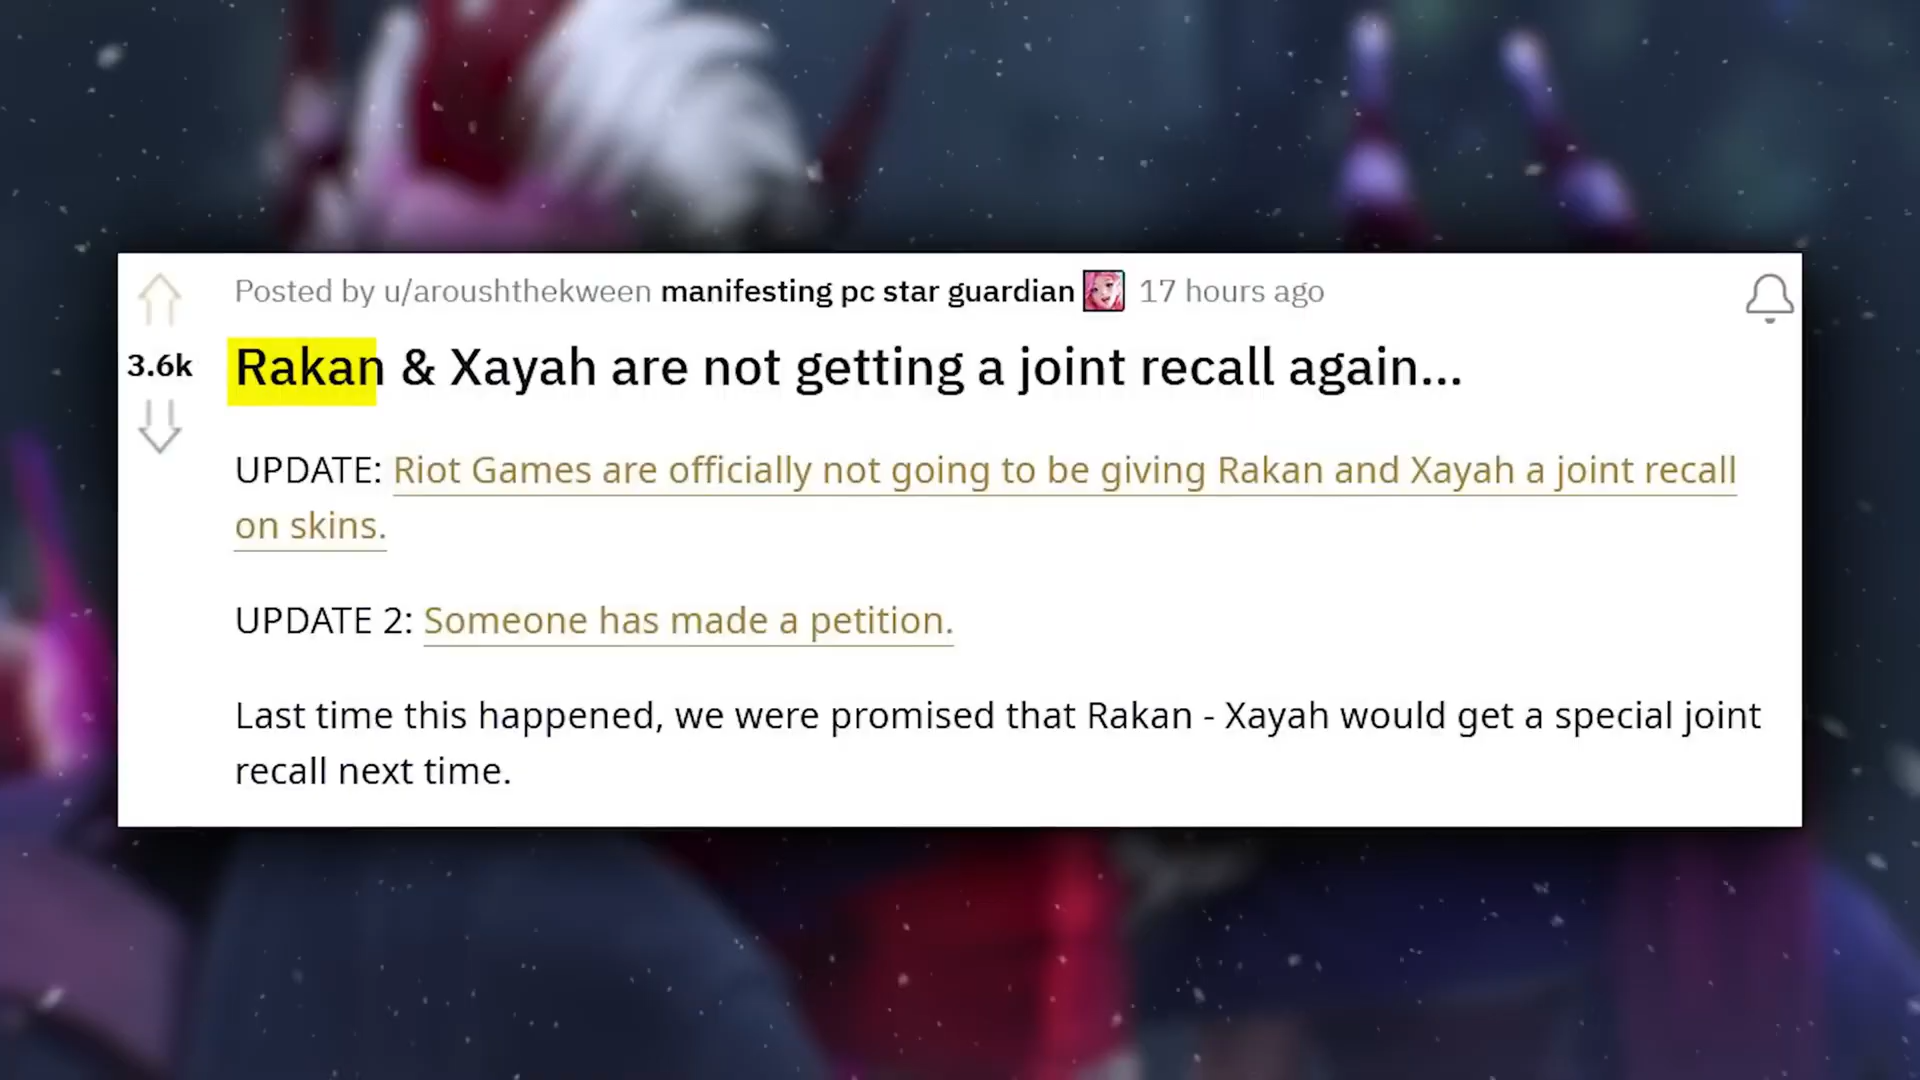 Posted by u/aroushthekween manifesting pc star guardian 17 hours ago
3.6k
Rakan & Xayah are not getting a joint recall again...
UPDATE: Riot Games are officially not going to be giving Rakan and Xayah a joint recall
on skins.
UPDATE 2: Someone has made a petition.
Last time this happened, we were promised that Rakan - Xayah would get a special joint
recall next time.